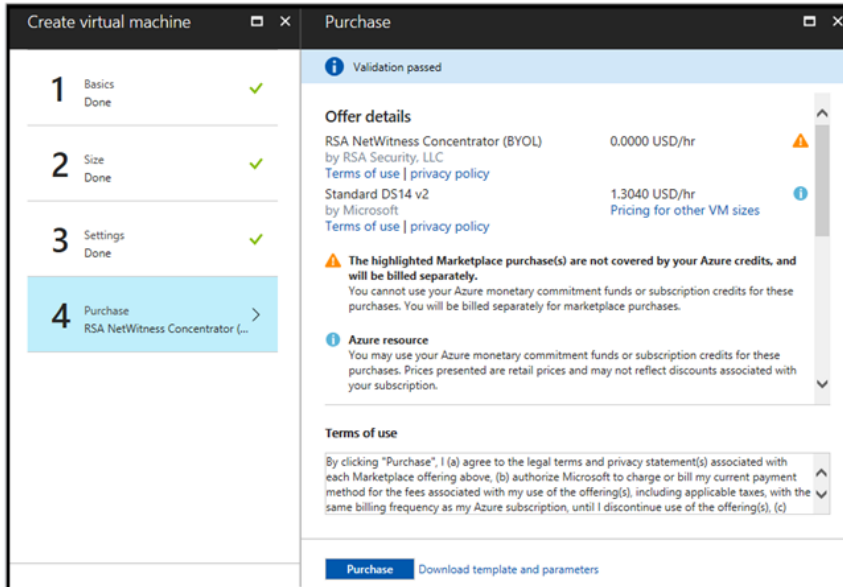 Create virtual machine
1
Basics
Done
2
Size
Done
3
Settings
Done
4
Purchase
RSA NetWitness Concentrator (...
Purchase
Validation passed
Offer details
RSA NetWitness Concentrator (BYOL) 0.0000 USD/hr
by RSA Security, LLC
Terms of use | privacy policy
Standard DS14 v2 1.3040 USD/hr
by Microsoft Pricing for other VM sizes
Terms of use | privacy policy
The highlighted Marketplace purchase(s) are not covered by your Azure credits, and
will be billed separately.
You cannot use your Azure monetary commitment funds or subscription credits for these
purchases. You will be billed separately for marketplace purchases.
Azure resource
You may use your Azure monetary commitment funds or subscription credits for these
purchases. Prices presented are retail prices and may not reflect discounts associated with
your subscription.
Terms of use
By clicking "Purchase", I (a) agree to the legal terms and privacy statement(s) associated with
each Marketplace offering above, (b) authorize Microsoft to charge or bill my current payment
method for the fees associated with my use of the offering(s), including applicable taxes, with the
same billing frequency as my Azure subscription, until I discontinue use of the offering(s), (c)
Purchase Download template and parameters